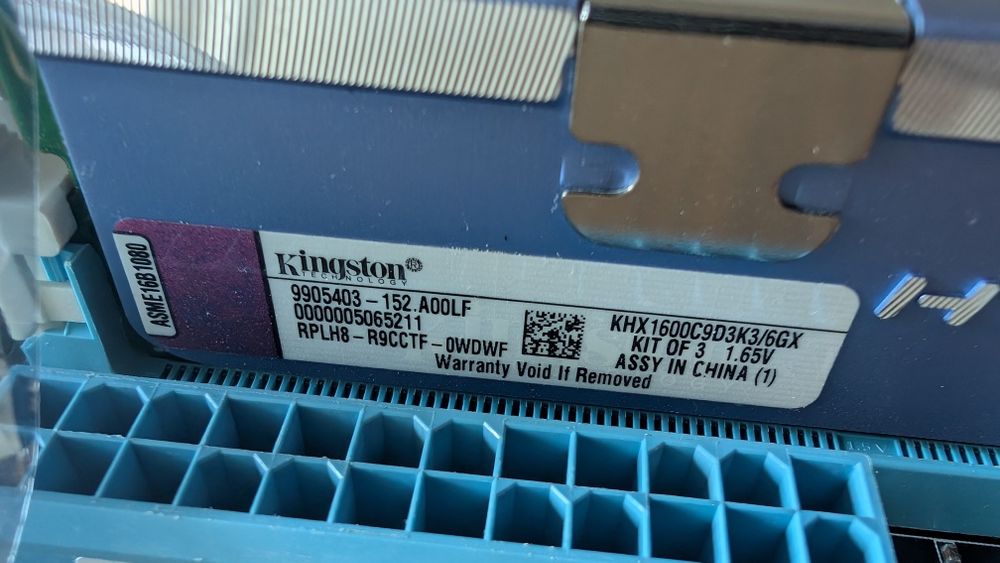 ASME16B1080
Kingston®
TECHNOLOGY
9905403-152.A00LF
0000005065211
RPLH8-R9CCTF-0WDWF
KHX1600C9D3K3/6GX
KIT OF 3 1.65V
ASSY IN CHINA (1)
Warranty Void If Removed
H